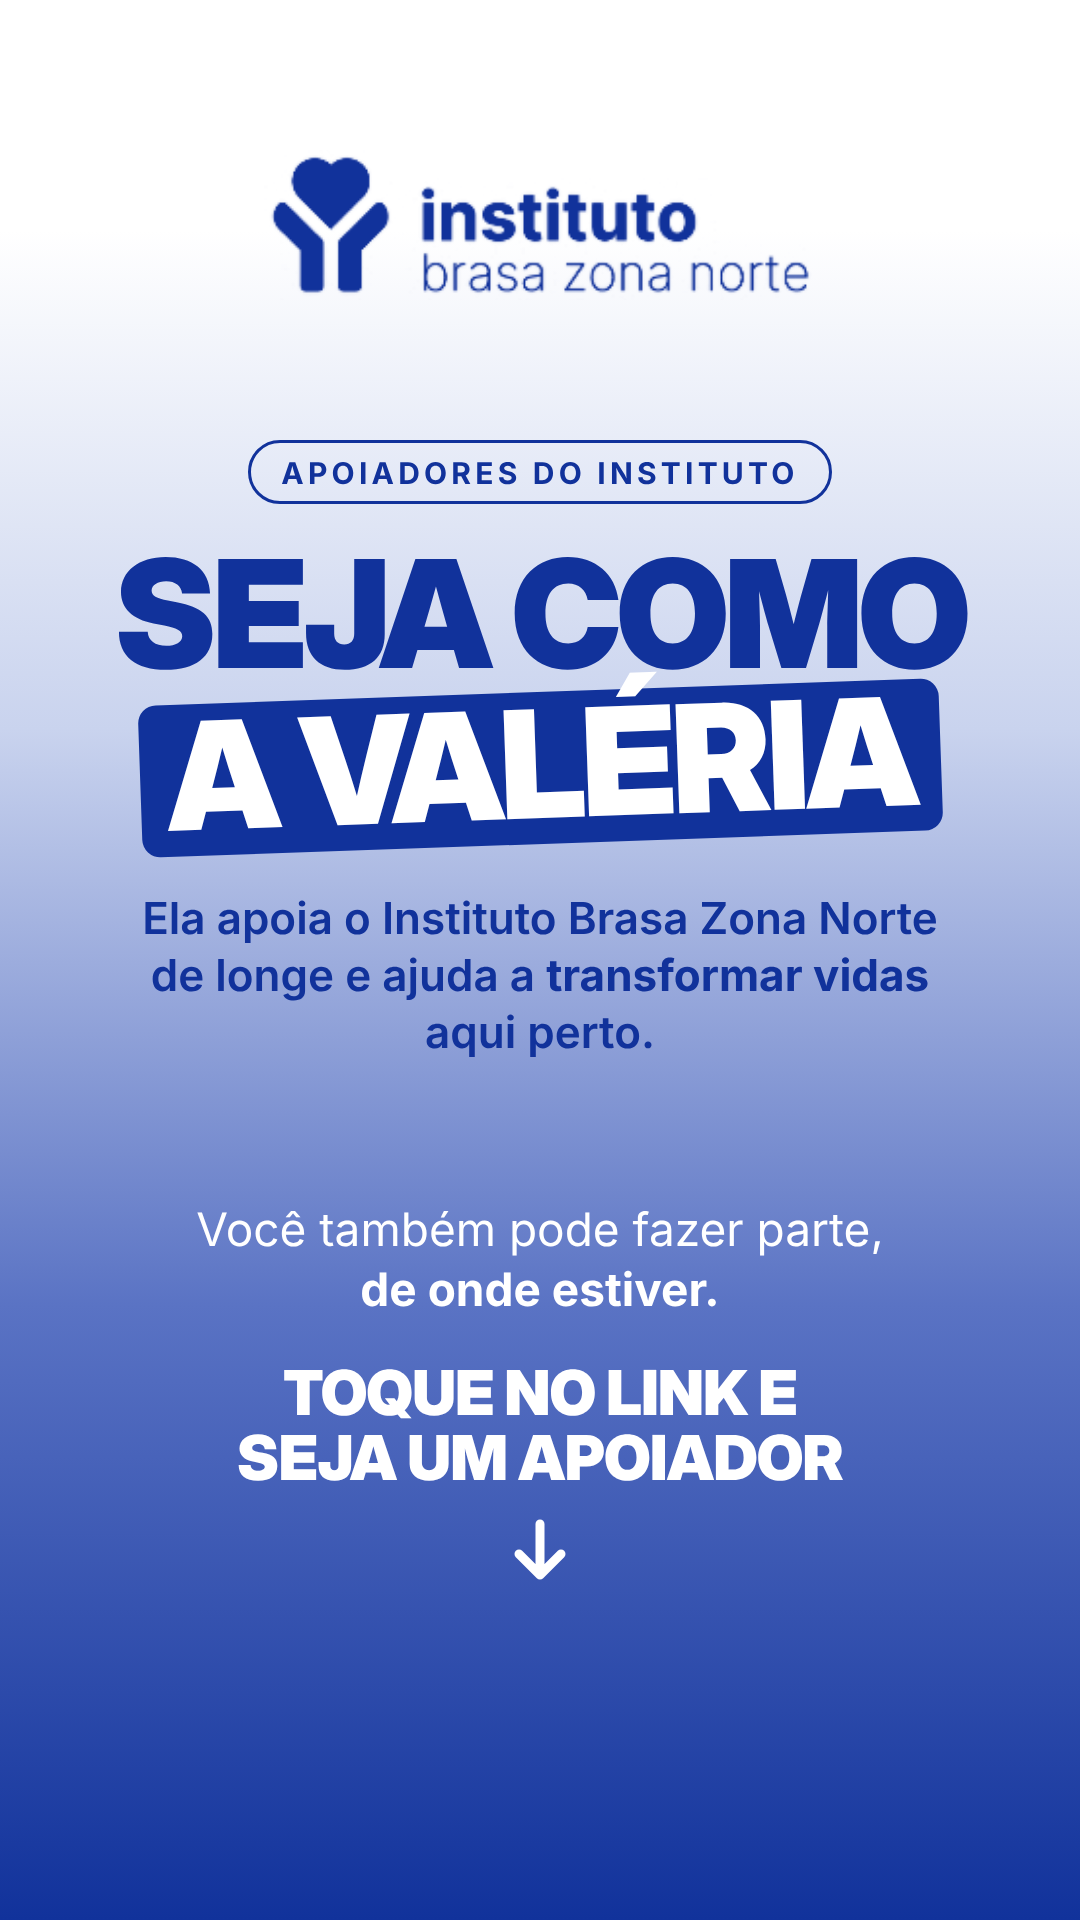 instituto
brasa zona norte
APOIADORES DO INSTITUTO
SEJA COMO
A VALÉRIA
Ela apoia o Instituto Brasa Zona Norte
de longe e ajuda a transformar vidas
aqui perto.
Você também pode fazer parte,
de onde estiver.
TOQUE NO LINK E
SEJA UM APOIADOR